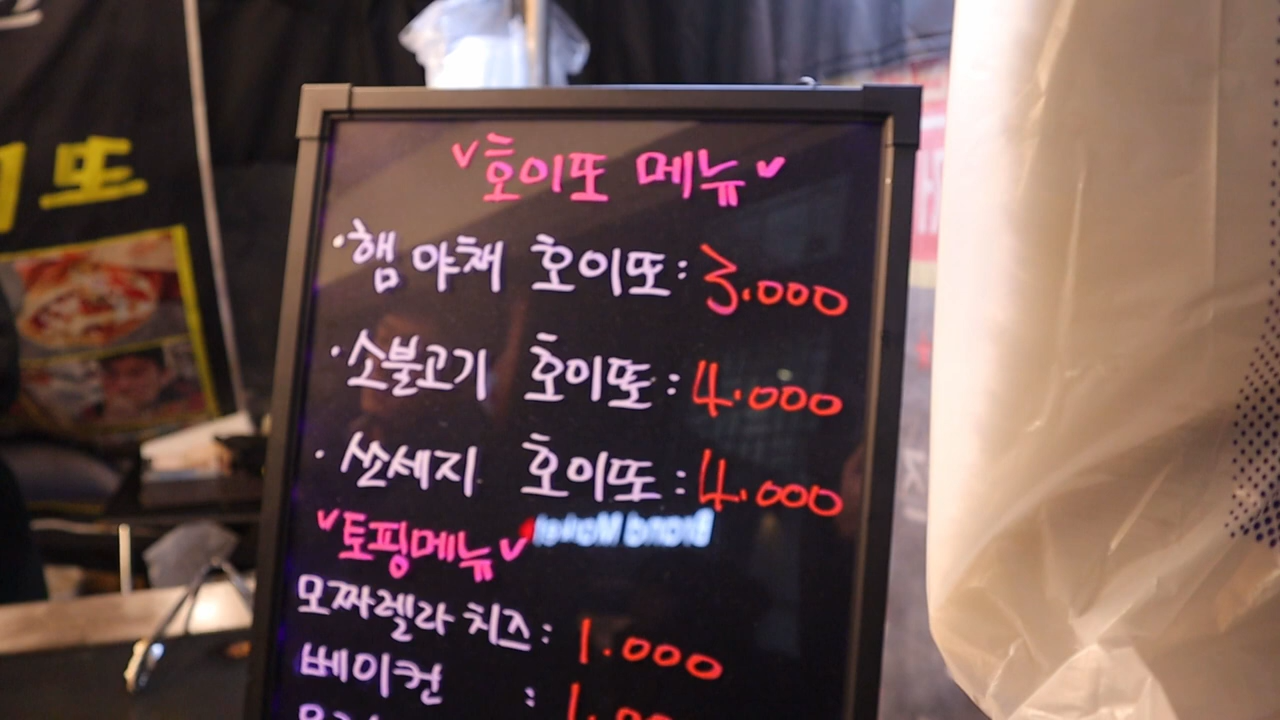 호이또 메뉴
·햄 야채 호이또: 3.000
·소불고기 호이또: 4.000
·쏘세지 호이또: 4.000
토핑메뉴
모짜렐라 치즈: 1.000
베이컨 :
또